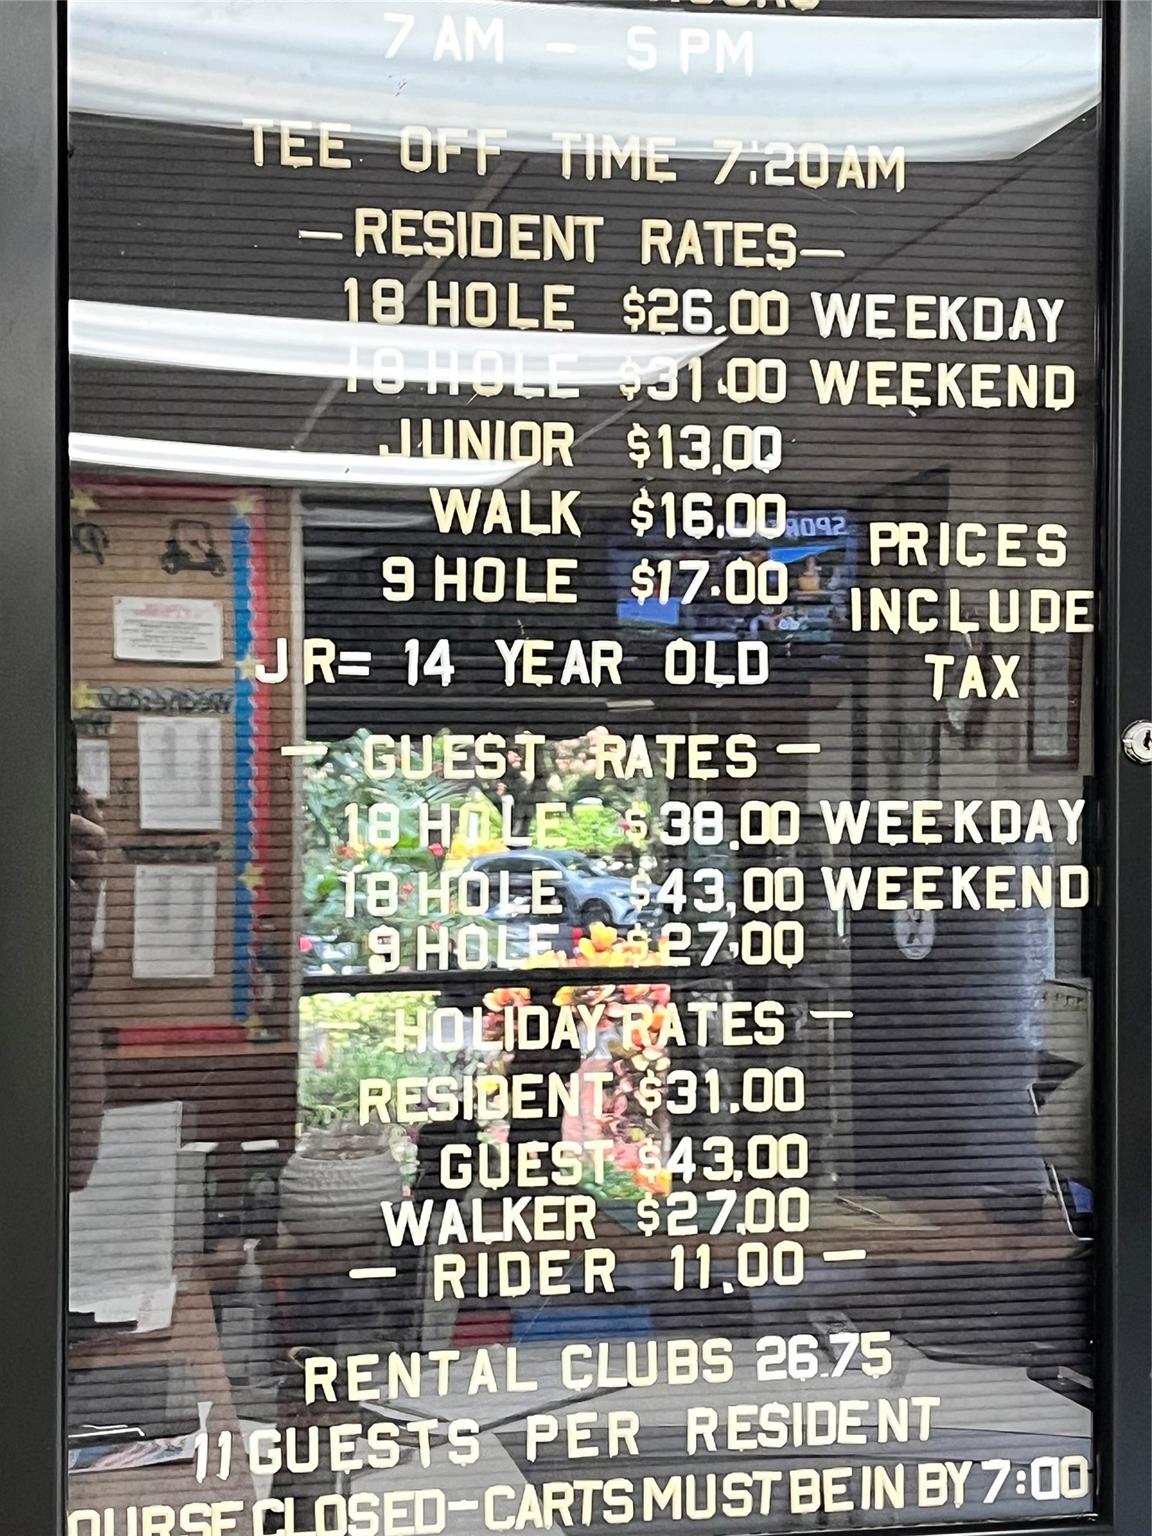 HOURS
7 AM - 5 PM
TEE OFF TIME 7:20AM
-RESIDENT RATES-
18 HOLE $26.00 WEEKDAY
18 HOLE $31.00 WEEKEND
JUNIOR $13.00
WALK $16.00
9 HOLE $17.00
PRICES
INCLUDE
TAX
JR= 14 YEAR OLD
- GUEST RATES -
18 HOLE $38.00 WEEKDAY
18 HOLE $43.00 WEEKEND
9 HOLE $27.00
- HOLIDAY RATES -
RESIDENT $31.00
GUEST $43.00
WALKER $27.00
- RIDER 11.00 -
RENTAL CLUBS 26.75
11 GUESTS PER RESIDENT
OURSE CLOSED-CARTS MUST BE IN BY 7:00